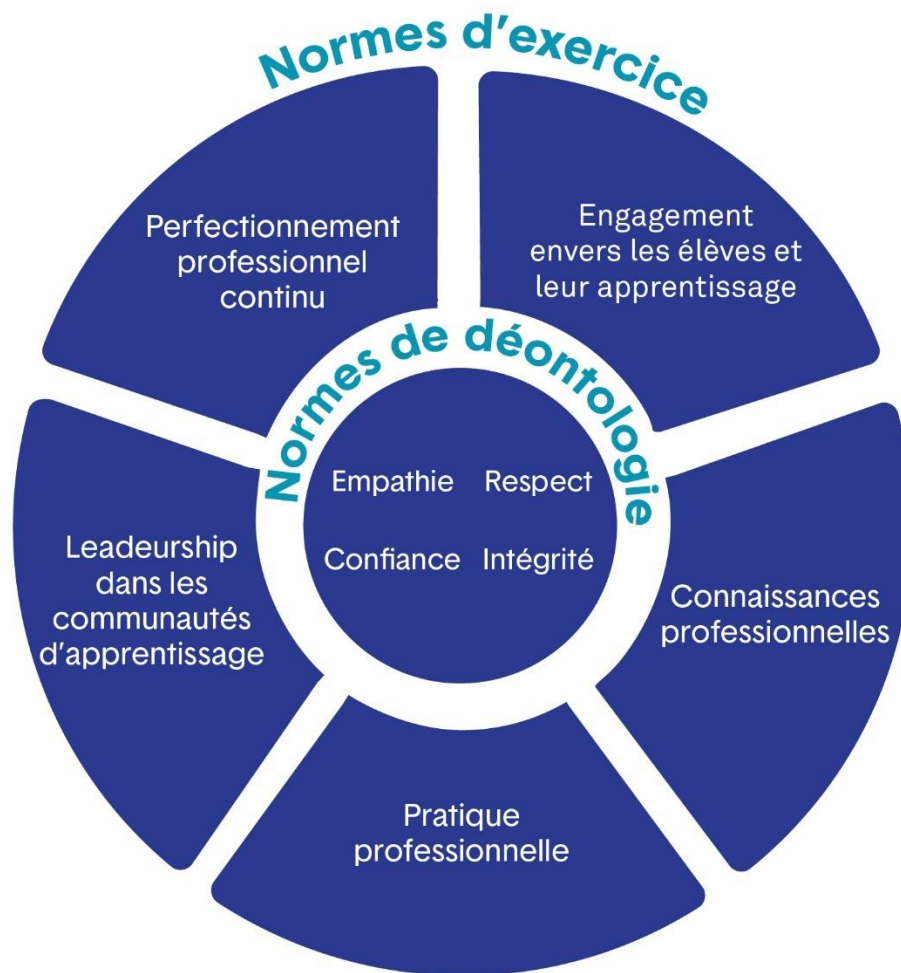 Normes d'exercice
Perfectionnement
professionnel
continu
Engagement
envers les élèves et
leur apprentissage
Normes de déontologie
Empathie Respect
Confiance Intégrité
Leadeurship
dans les
communautés
d'apprentissage
Connaissances
professionnelles
Pratique
professionnelle